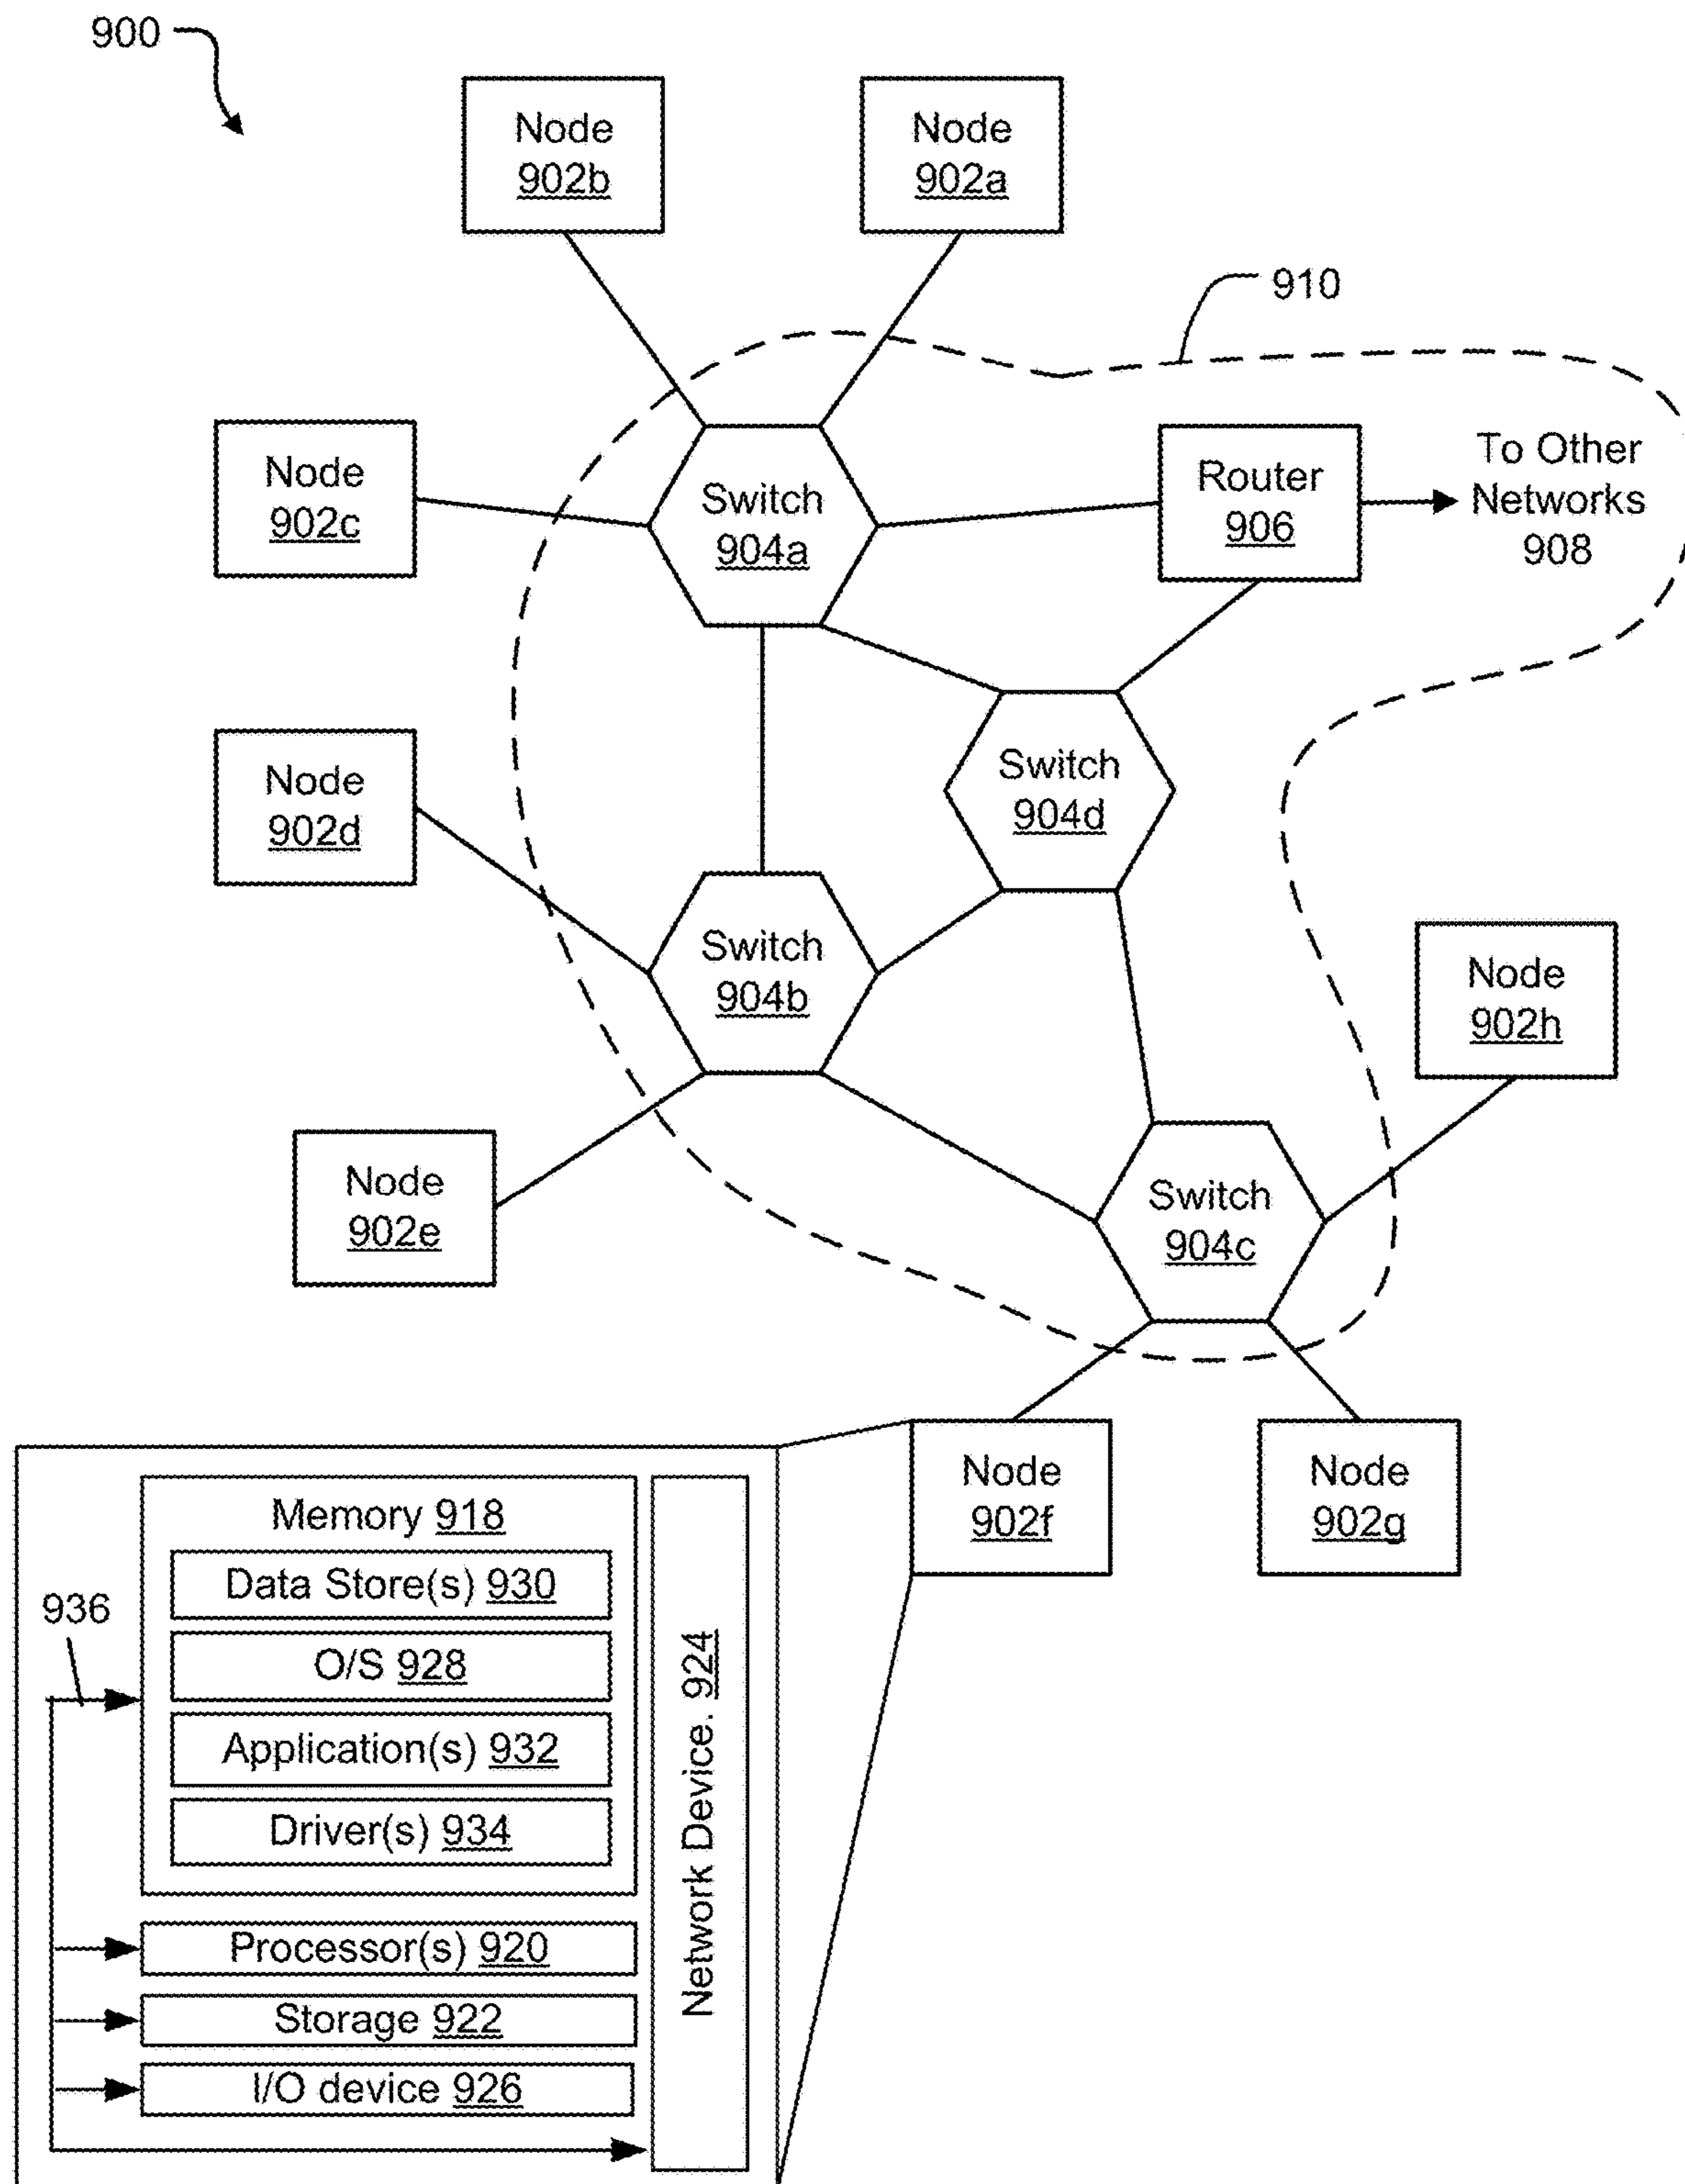 900
Node
902b
Node
902a
910
Node
902c
Switch
904a
Router
906
To Other
Networks
908
Node
902d
Switch
904d
Switch
904b
Node
902h
Node
902e
Switch
904c
Node
902f
Node
902g
936
Memory 918
Data Store(s) 930
O/S 928
Application(s) 932
Driver(s) 934
Processor(s) 920
Storage 922
I/O device 926
Network Device. 924